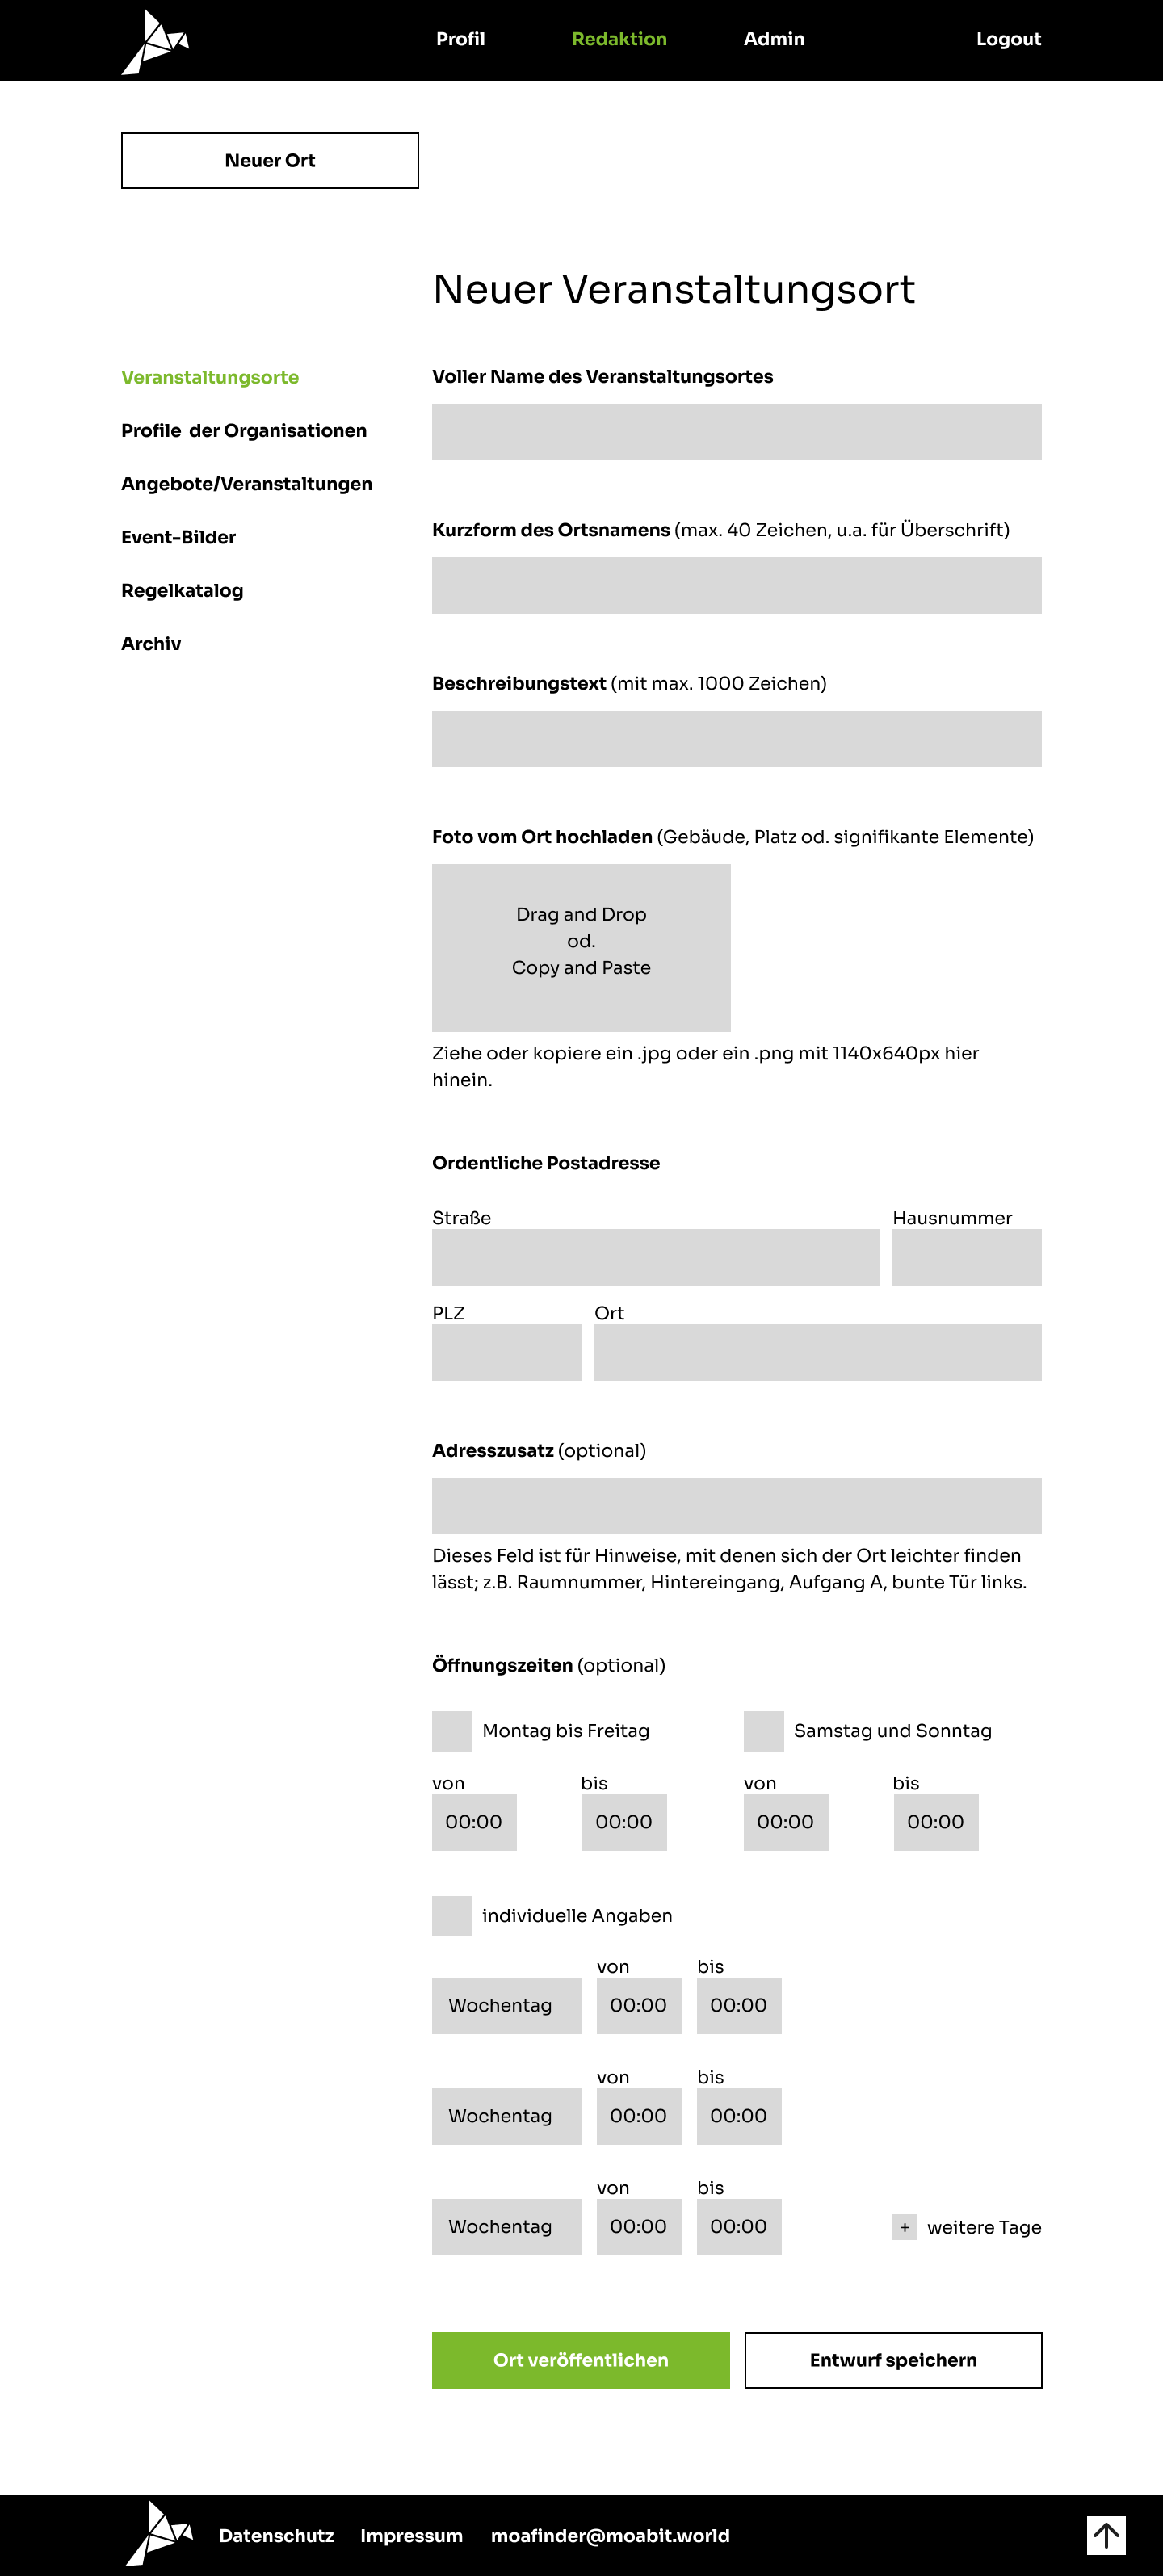 Profil Redaktion Admin Logout
Neuer Ort
Neuer Veranstaltungsort
Veranstaltungsorte
Profile  der Organisationen
Angebote/Veranstaltungen
Event-Bilder
Regelkatalog
Archiv
Voller Name des Veranstaltungsortes
Kurzform des Ortsnamens (max. 40 Zeichen, u.a. für Überschrift)
Beschreibungstext (mit max. 1000 Zeichen)
Foto vom Ort hochladen (Gebäude, Platz od. signifikante Elemente)
Drag and Drop
od.
Copy and Paste
Ziehe oder kopiere ein .jpg oder ein .png mit 1140x640px hier
hinein.
Ordentliche Postadresse
Straße Hausnummer
PLZ Ort
Adresszusatz (optional)
Dieses Feld ist für Hinweise, mit denen sich der Ort leichter finden
lässt; z.B. Raumnummer, Hintereingang, Aufgang A, bunte Tür links.
Öffnungszeiten (optional)
Montag bis Freitag Samstag und Sonntag
von bis von bis
00:00 00:00 00:00 00:00
individuelle Angaben
von bis
Wochentag 00:00 00:00
von bis
Wochentag 00:00 00:00
von bis
Wochentag 00:00 00:00 + weitere Tage
Ort veröffentlichen Entwurf speichern
Datenschutz Impressum moafinder@moabit.world